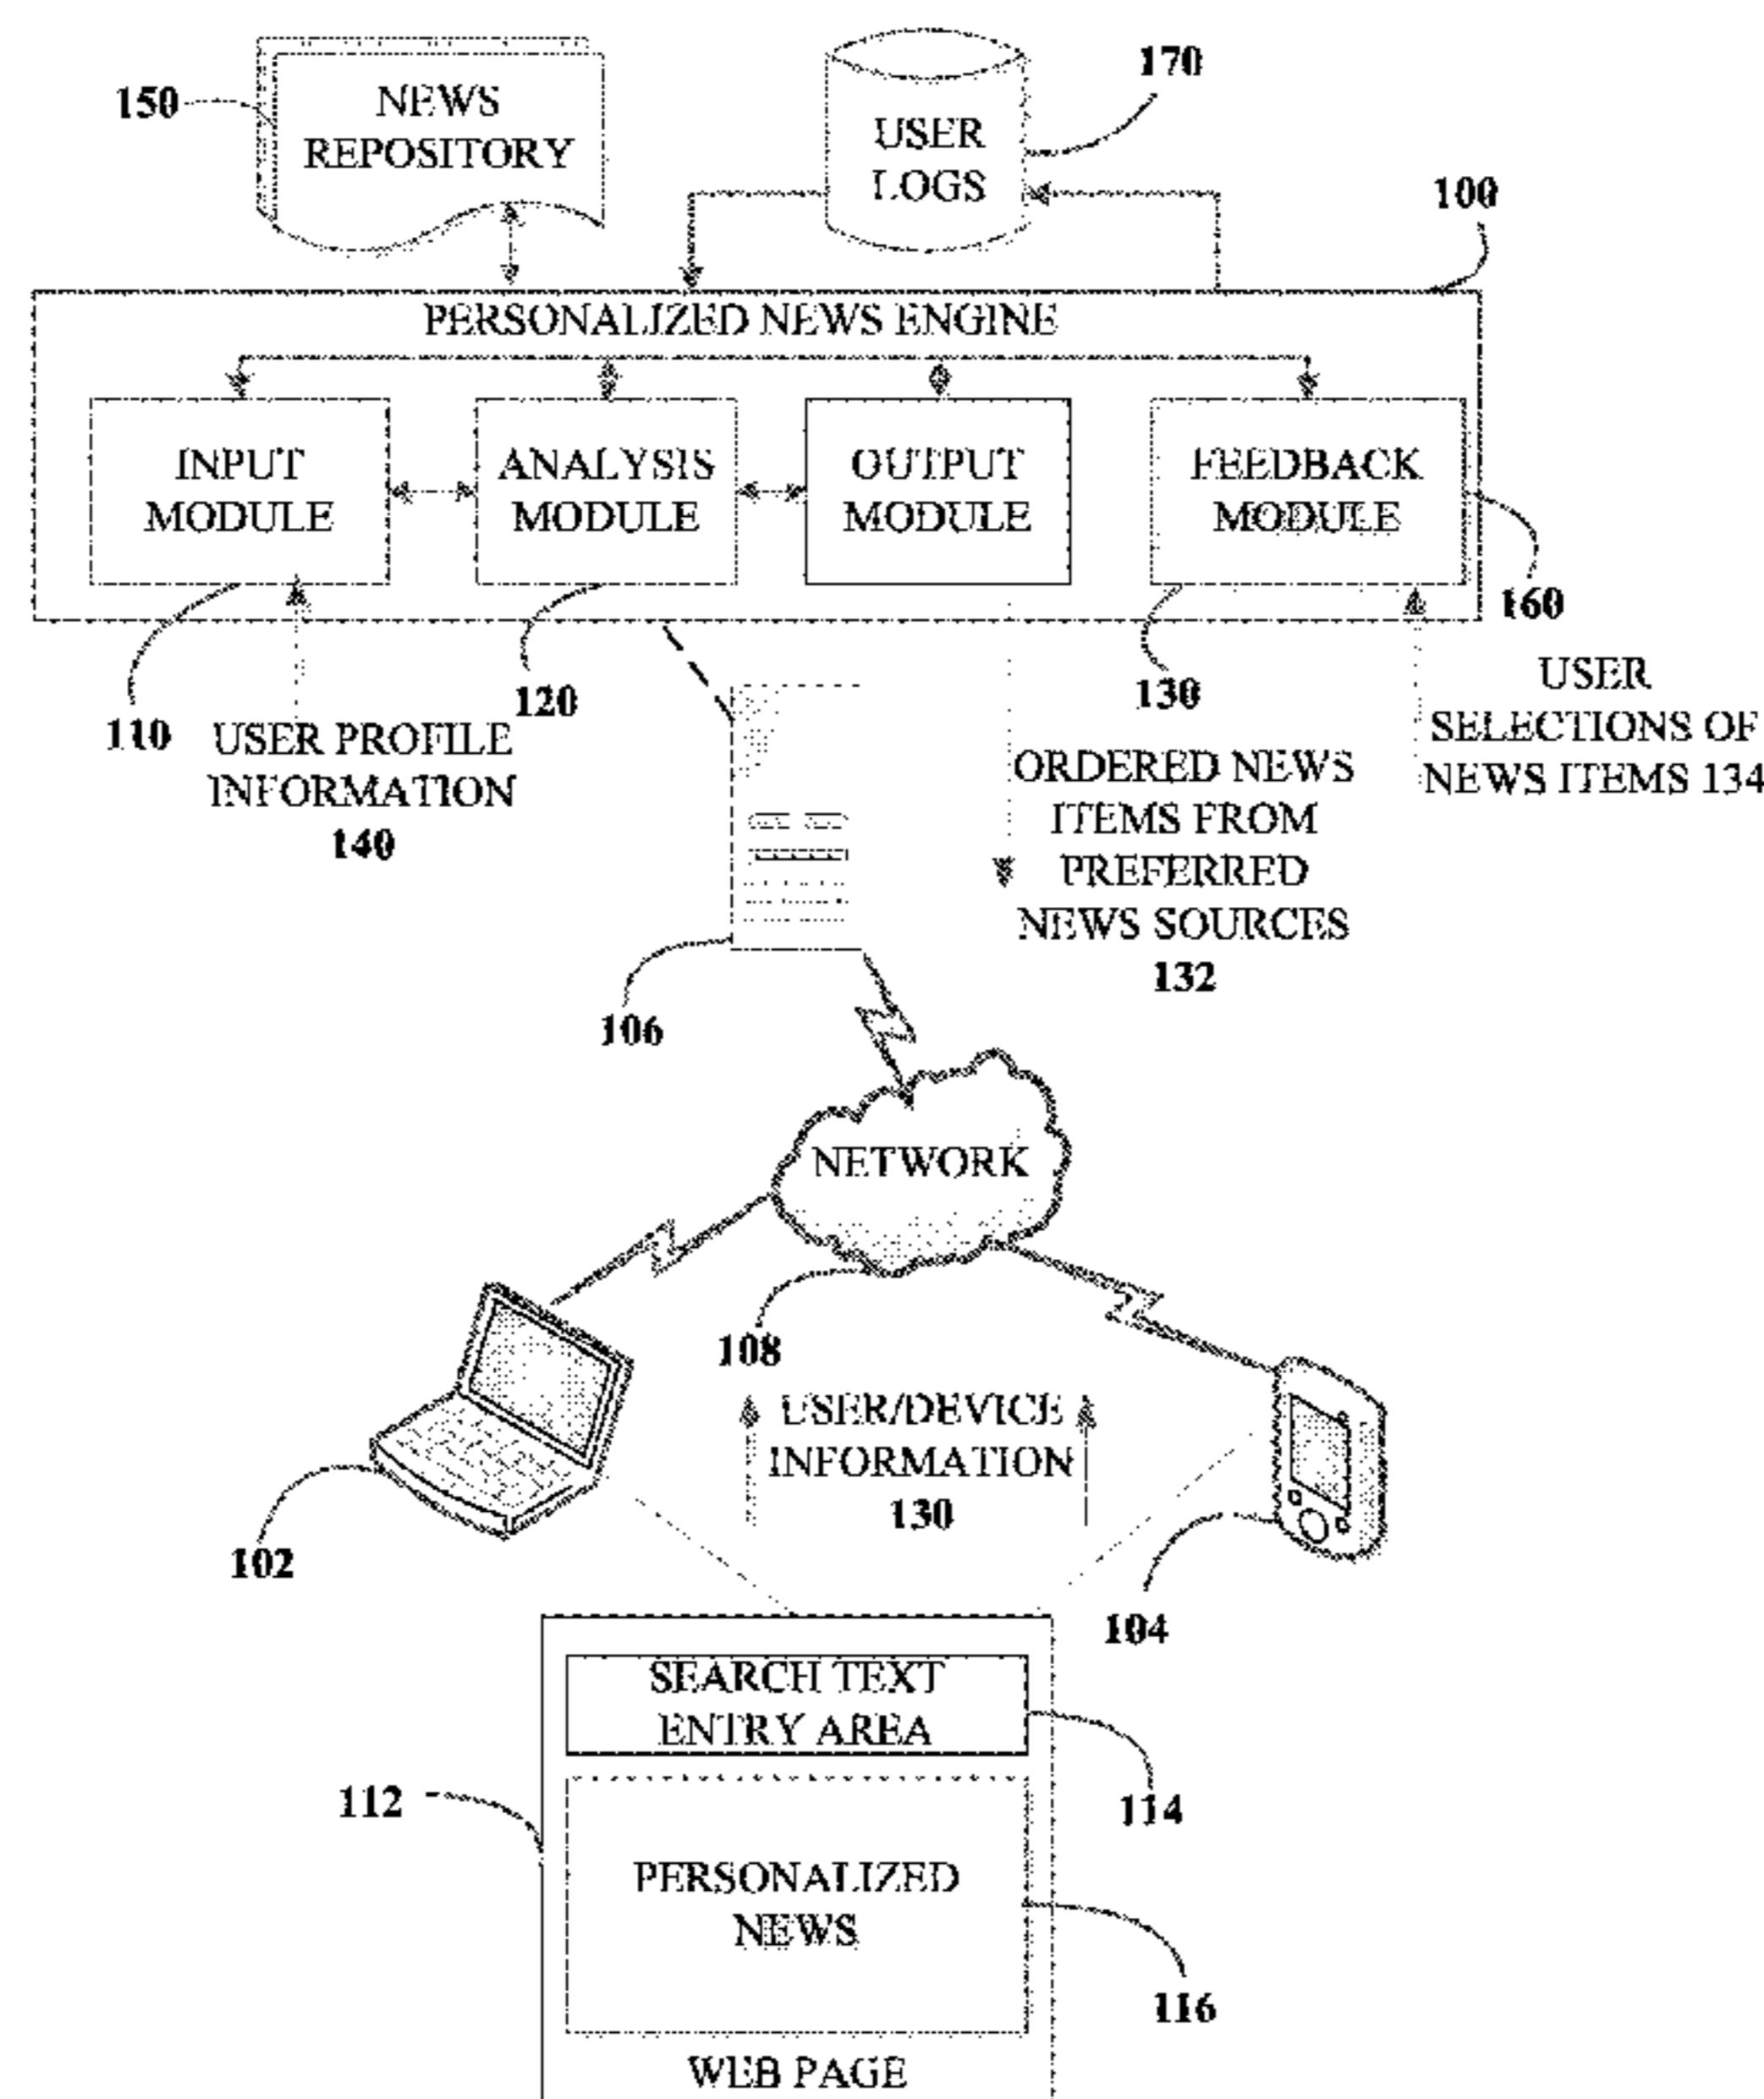 150
NEWS
REPOSITORY
USER
LOGS
170
100
PERSONALIZED NEWS ENGINE
INPUT
MODULE
ANALYSIS
MODULE
OUTPUT
MODULE
FEEDBACK
MODULE
160
110
120
130
USER PROFILE
INFORMATION
140
USER
SELECTIONS OF
NEWS ITEMS 134
ORDERED NEWS
ITEMS FROM
PREFERRED
NEWS SOURCES
132
106
NETWORK
108
USER/DEVICE
INFORMATION
130
102
104
SEARCH TEXT
ENTRY AREA
114
112
PERSONALIZED
NEWS
116
WEB PAGE